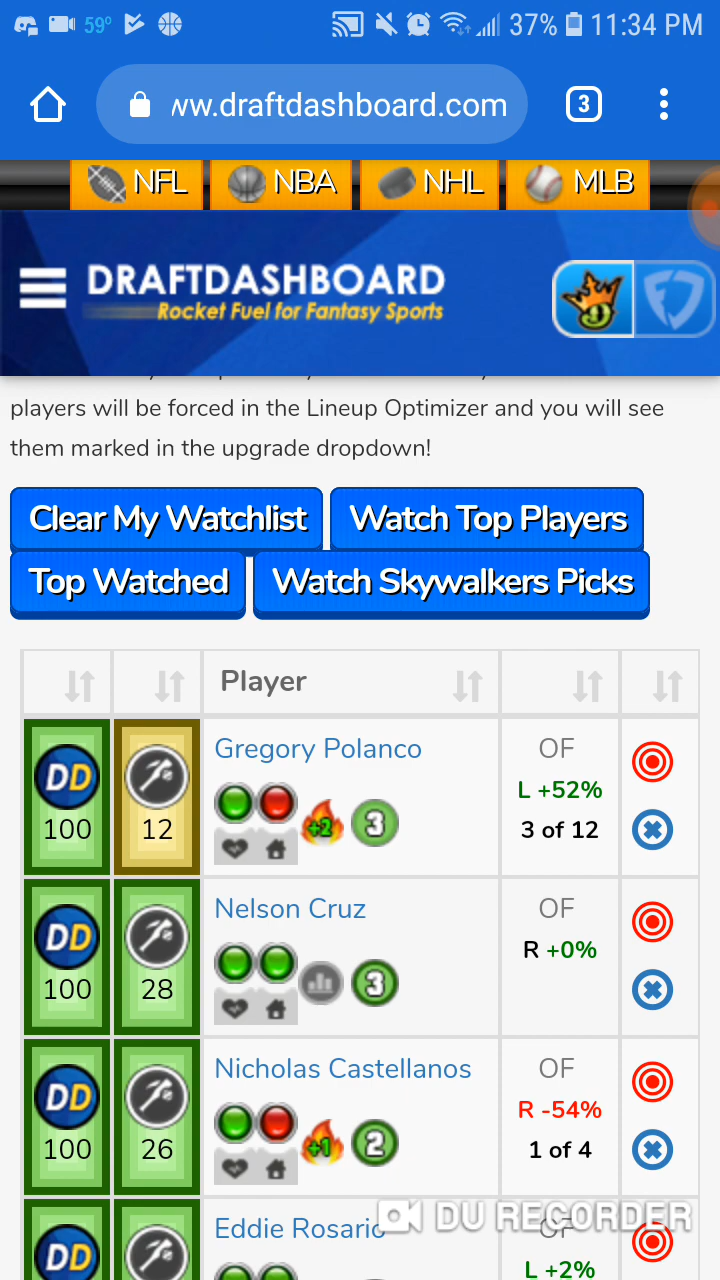 59° 37% 11:34 PM
ww.draftdashboard.com 3
NFL NBA NHL MLB
DRAFTDASHBOARD
Rocket Fuel for Fantasy Sports
players will be forced in the Lineup Optimizer and you will see
them marked in the upgrade dropdown!
Clear My Watchlist Watch Top Players
Top Watched Watch Skywalkers Picks
Player
Gregory Polanco OF
DD L +52%
100 12 +2 3 3 of 12
Nelson Cruz OF
DD R +0%
100 28 3
Nicholas Castellanos OF
DD R -54%
100 26 +1 2 1 of 4
DU RECORDER
Eddie Rosario OF
DD L +2%